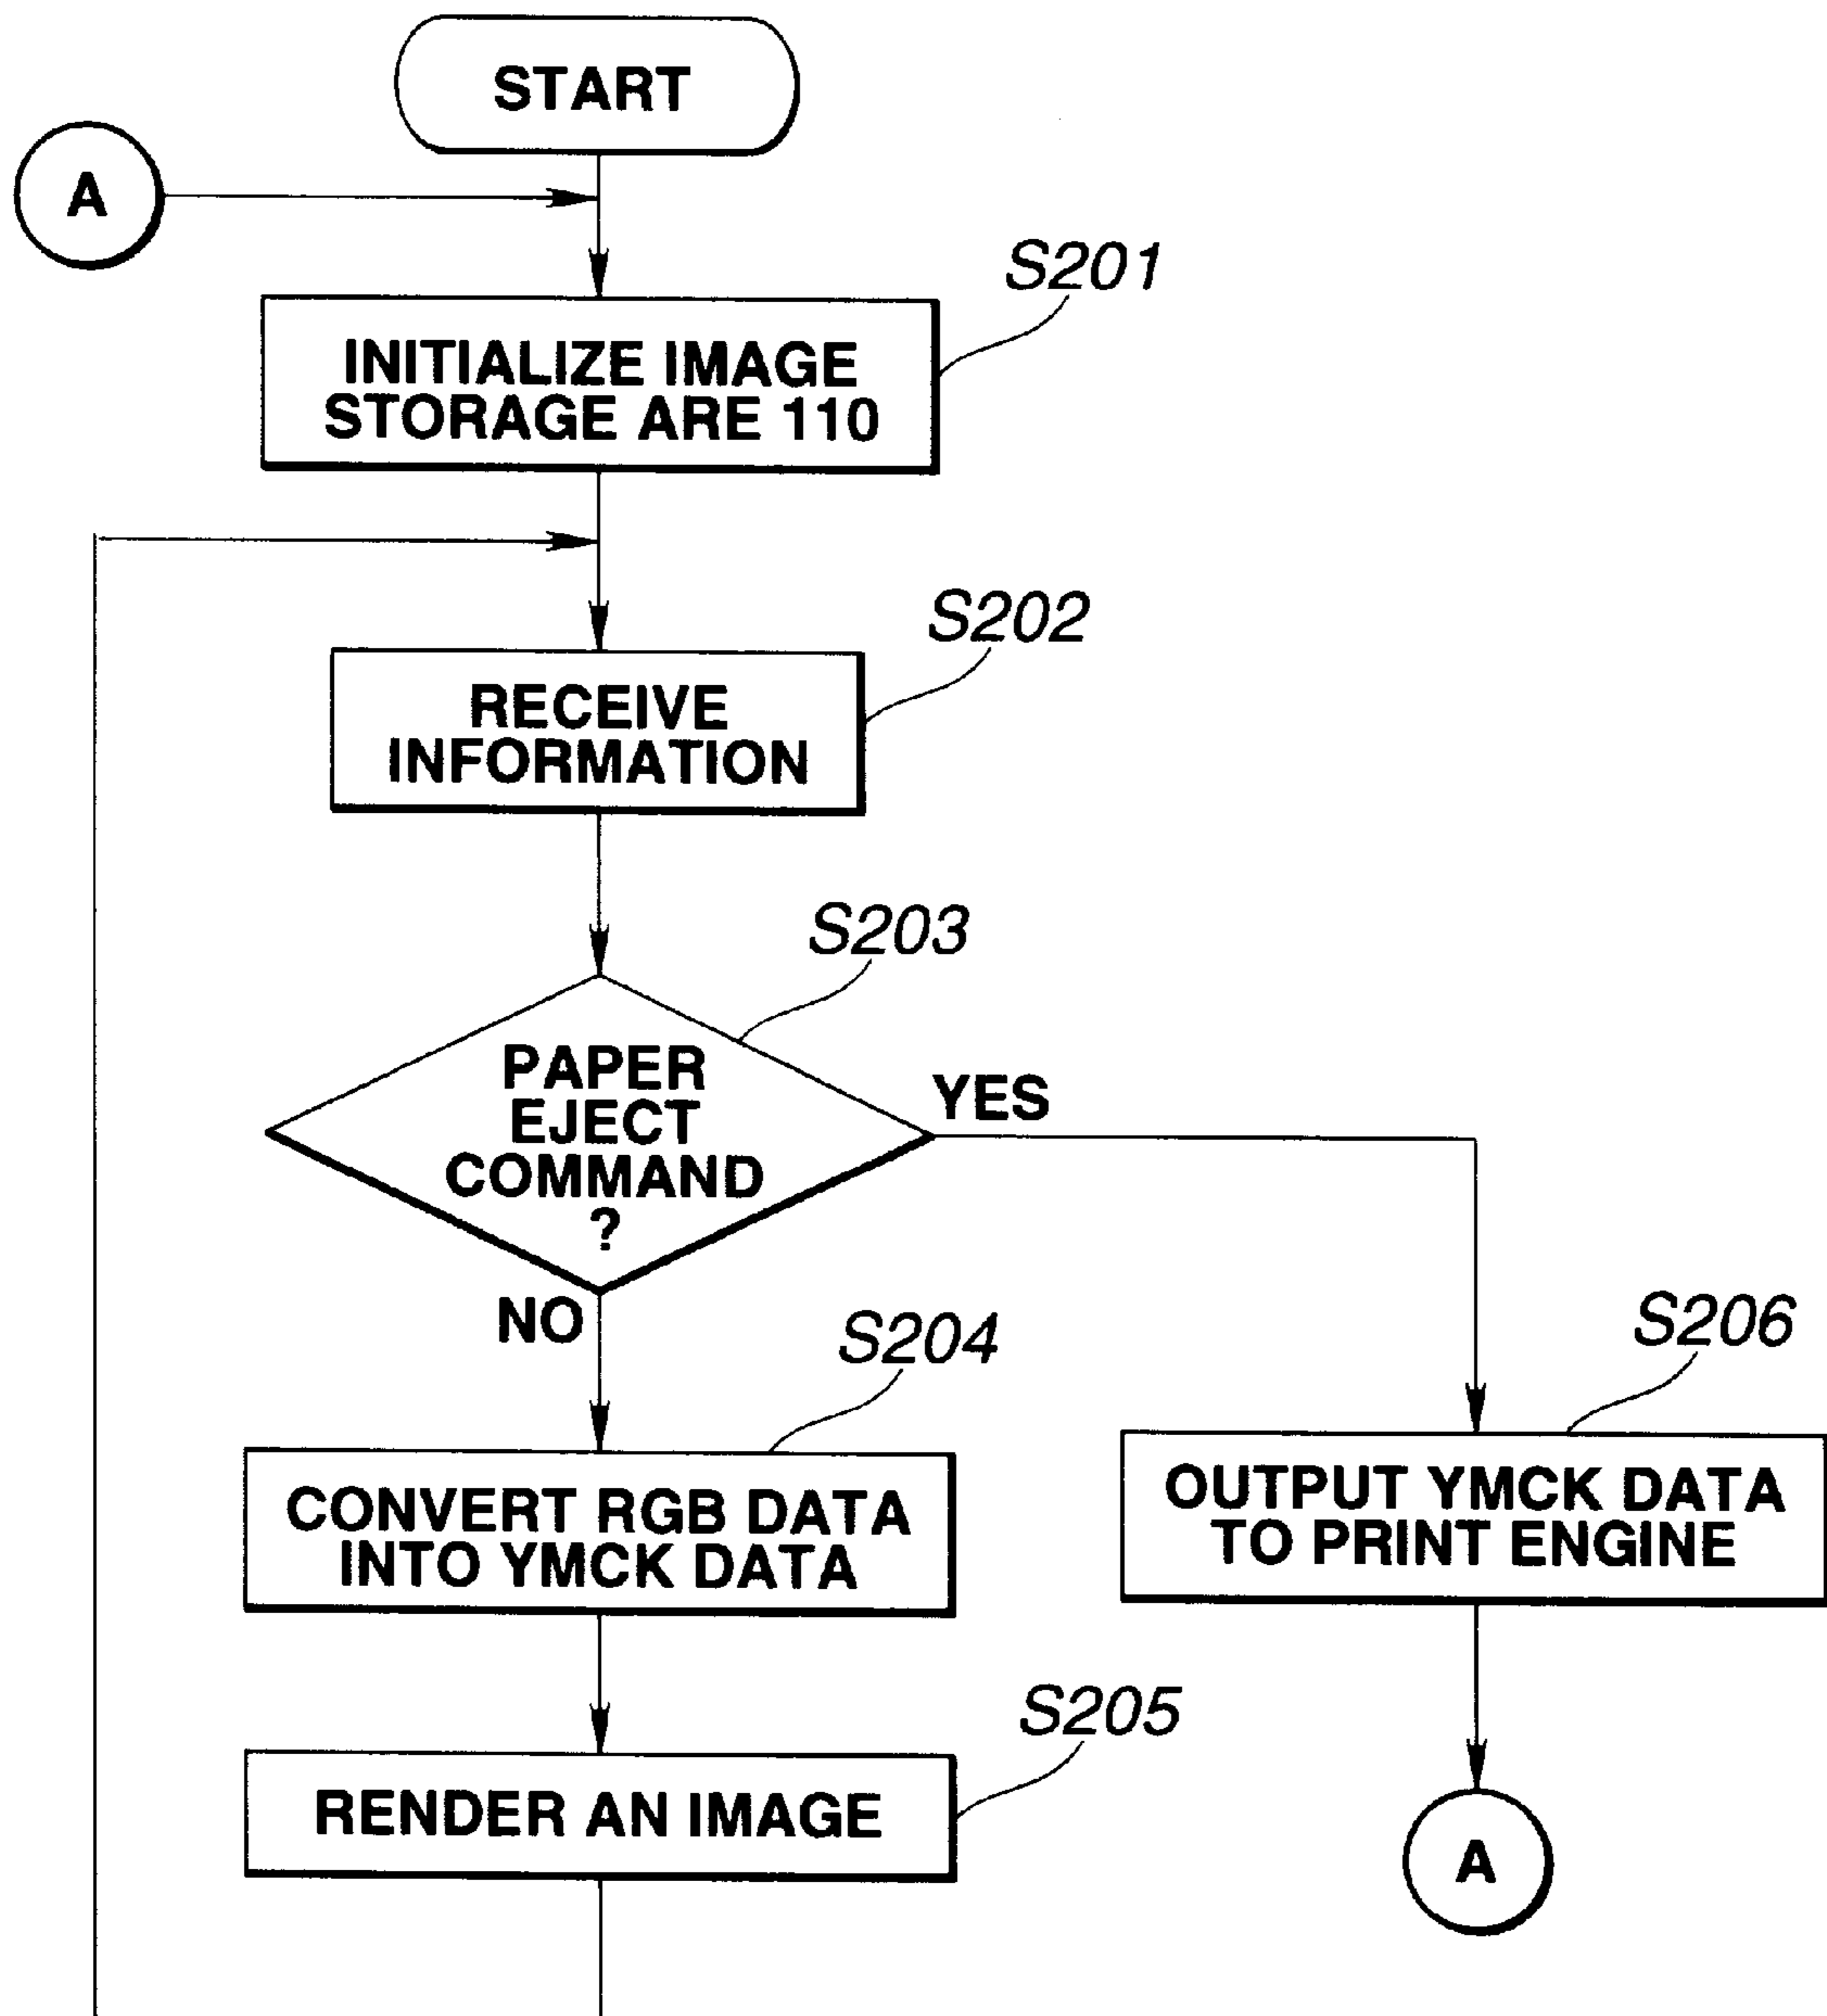 START
A
S201
INITIALIZE IMAGE
STORAGE ARE 110
S202
RECEIVE
INFORMATION
S203
PAPER
EJECT
COMMAND
?
YES
NO
S204
CONVERT RGB DATA
INTO YMCK DATA
S206
OUTPUT YMCK DATA
TO PRINT ENGINE
S205
RENDER AN IMAGE
A